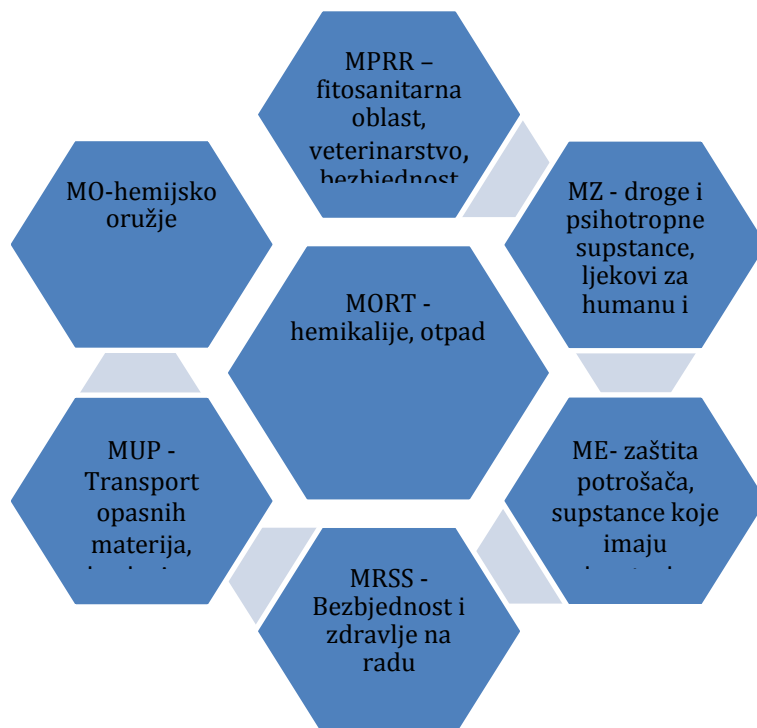 MPRR –
fitosanitarna
oblast,
veterinarstvo,
bezbjednost
MZ - droge i
psihotropne
supstance,
ljekovi za
humanu i
ME- zaštita
potrošača,
supstance koje
imaju
MRSS -
Bezbjednost i
zdravlje na
radu
MUP -
Transport
opasnih
materija,
MO-hemijsko
oružje
MORT -
hemikalije, otpad